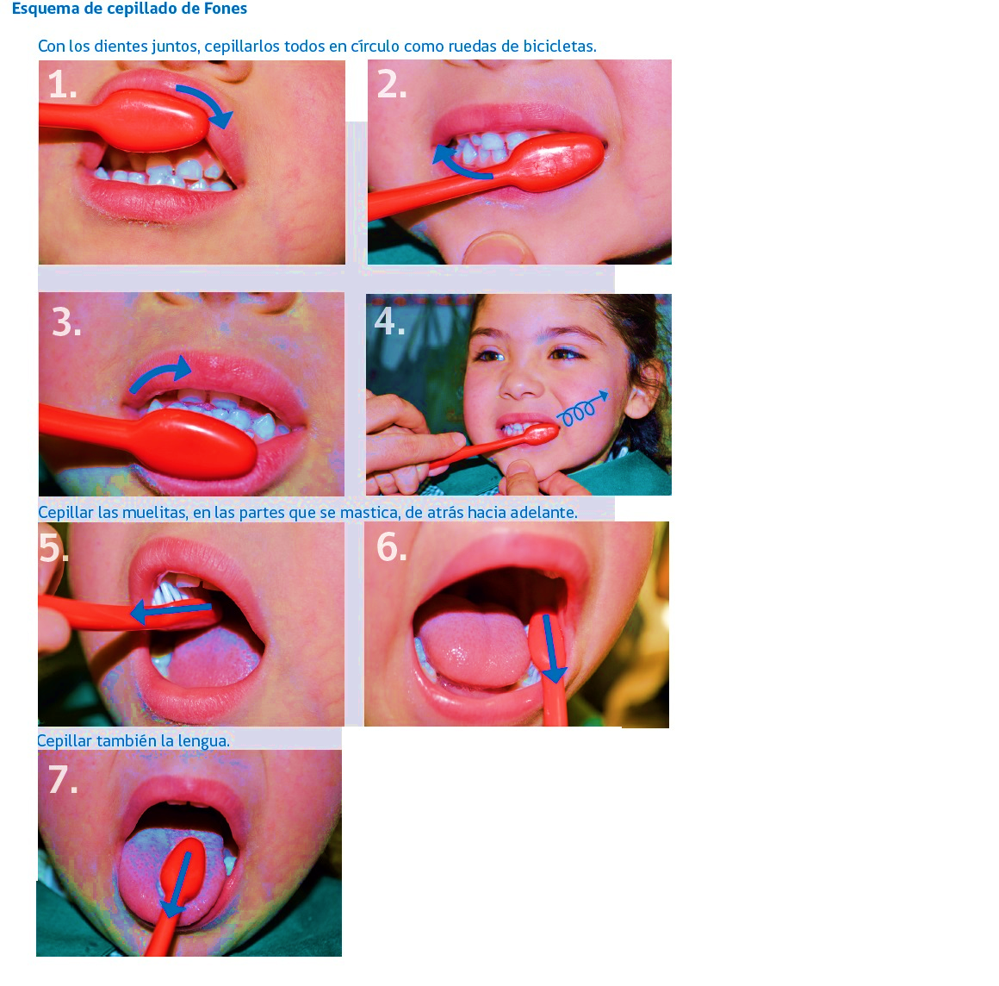 Esquema de cepillado de Fones
Con los dientes juntos, cepillarlos todos en círculo como ruedas de bicicletas.
1.
2.
3.
4.
Cepillar las muelitas, en las partes que se mastica, de atrás hacia adelante.
5.
6.
Cepillar también la lengua.
7.